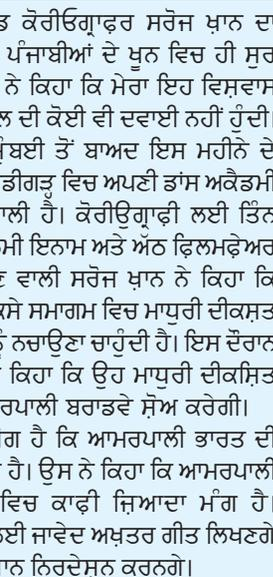 ਡ ਕੋਰੀਓਗ੍ਰਾਫ਼ਰ ਸਰੋਜ ਖ਼ਾਨ ਦਾ
ਪੰਜਾਬੀਆਂ ਦੇ ਖੂਨ ਵਿਚ ਹੀ ਸੁਰ
ਨੇ ਕਿਹਾ ਕਿ ਮੇਰਾ ਇਹ ਵਿਸ਼ਵਾਸ
ਲ ਦੀ ਕੋਈ ਵੀ ਦਵਾਈ ਨਹੀਂ ਹੁੰਦੀ।
ਮੁੰਬਈ ਤੋਂ ਬਾਅਦ ਇਸ ਮਹੀਨੇ ਦੇ
ਡੀਗੜ੍ਹ ਵਿਚ ਅਪਣੀ ਡਾਂਸ ਅਕੈਡਮੀ
ਾਲੀ ਹੈ। ਕੋਰੀਉਗ੍ਰਾਫ਼ੀ ਲਈ ਤਿੰਨ
ਮੀ ਇਨਾਮ ਅਤੇ ਅੱਠ ਫ਼ਿਲਮਫੇਅਰ
ਣ ਵਾਲੀ ਸਰੋਜ ਖ਼ਾਨ ਨੇ ਕਿਹਾ ਕਿ
ਕਸੇ ਸਮਾਗਮ ਵਿਚ ਮਾਧੁਰੀ ਦੀਕਸ਼ਤ
ੂੰ ਨਚਾਉਣਾ ਚਾਹੁੰਦੀ ਹੈ। ਇਸ ਦੌਰਾਨ
ਕਿਹਾ ਕਿ ਉਹ ਮਾਧੁਰੀ ਦੀਕਸ਼ਿਤ
ਰਪਾਲੀ ਬਰਾਡਵੇ ਸ਼ੋਅ ਕਰੇਗੀ।
ਗ ਹੈ ਕਿ ਆਮਰਪਾਲੀ ਭਾਰਤ ਦੀ
ਹੈ। ਉਸ ਨੇ ਕਿਹਾ ਕਿ ਆਮਰਪਾਲੀ
ਵਿਚ ਕਾਫ਼ੀ ਜ਼ਿਆਦਾ ਮੰਗ ਹੈ।
ਲਈ ਜਾਵੇਦ ਅਖ਼ਤਰ ਗੀਤ ਲਿਖਣਗੇ
ਾਨ ਨਿਰਦੇਸ਼ਨ ਕਰਨਗੇ।